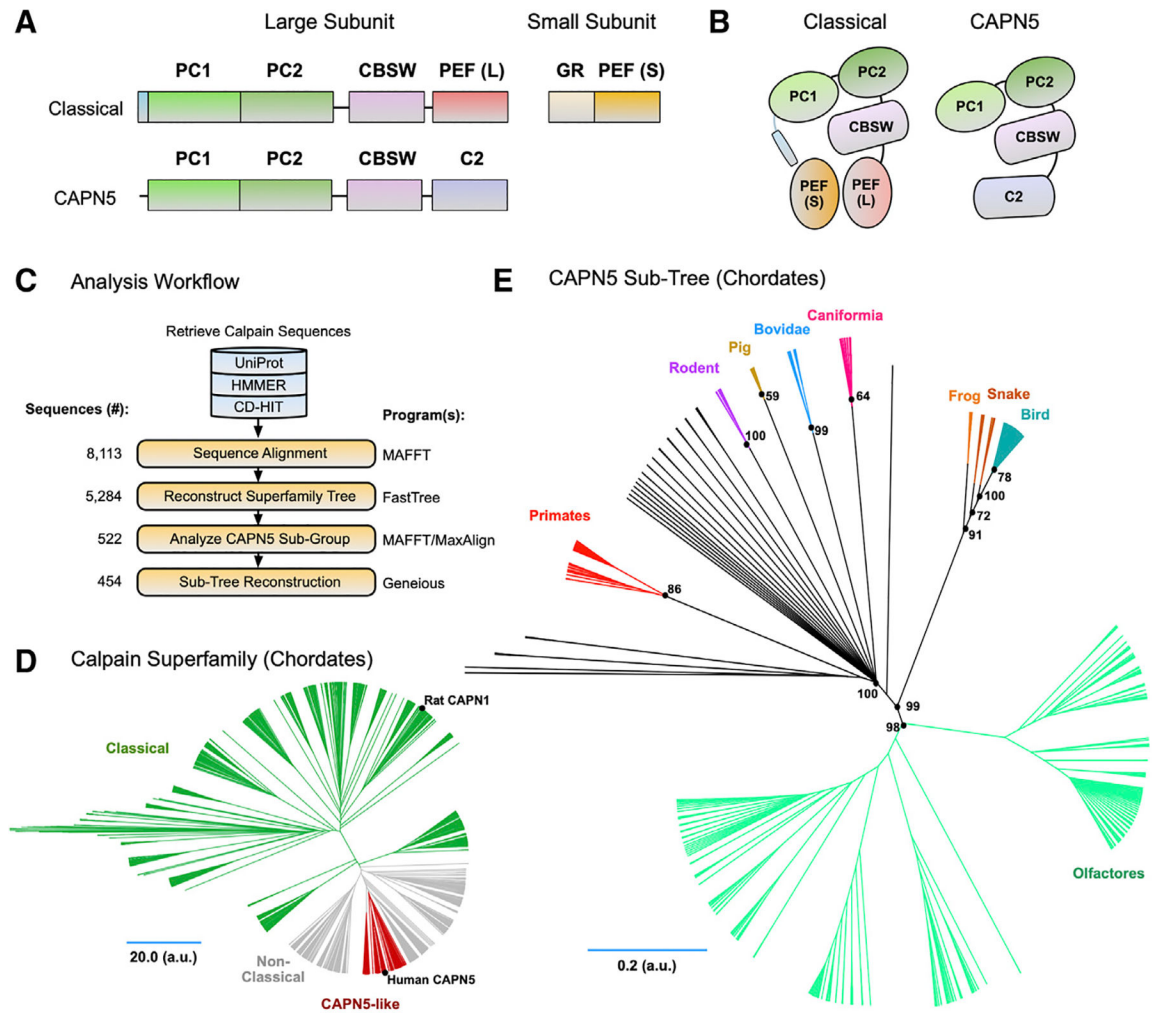 A
Large Subunit
Small Subunit
PC1 PC2 CBSW PEF (L) GR PEF (S)
Classical
PC1 PC2 CBSW C2
CAPN5
B
Classical
CAPN5
PC1
PC2
CBSW
PEF
(S)
PEF
(L)
PC1
PC2
CBSW
C2
C Analysis Workflow
Retrieve Calpain Sequences
UniProt
HMMER
CD-HIT
Sequences (#):
Program(s):
8,113 Sequence Alignment MAFFT
5,284 Reconstruct Superfamily Tree FastTree
522 Analyze CAPN5 Sub-Group MAFFT/MaxAlign
454 Sub-Tree Reconstruction Geneious
D Calpain Superfamily (Chordates)
Rat CAPN1
Classical
20.0 (a.u.)
Non-
Classical
Human CAPN5
CAPN5-like
E CAPN5 Sub-Tree (Chordates)
Caniformia
Bovidae
Pig
Rodent
Frog
Snake
Bird
59
64
99
100
78
100
72
91
Primates
86
100
99
98
Olfactores
0.2 (a.u.)